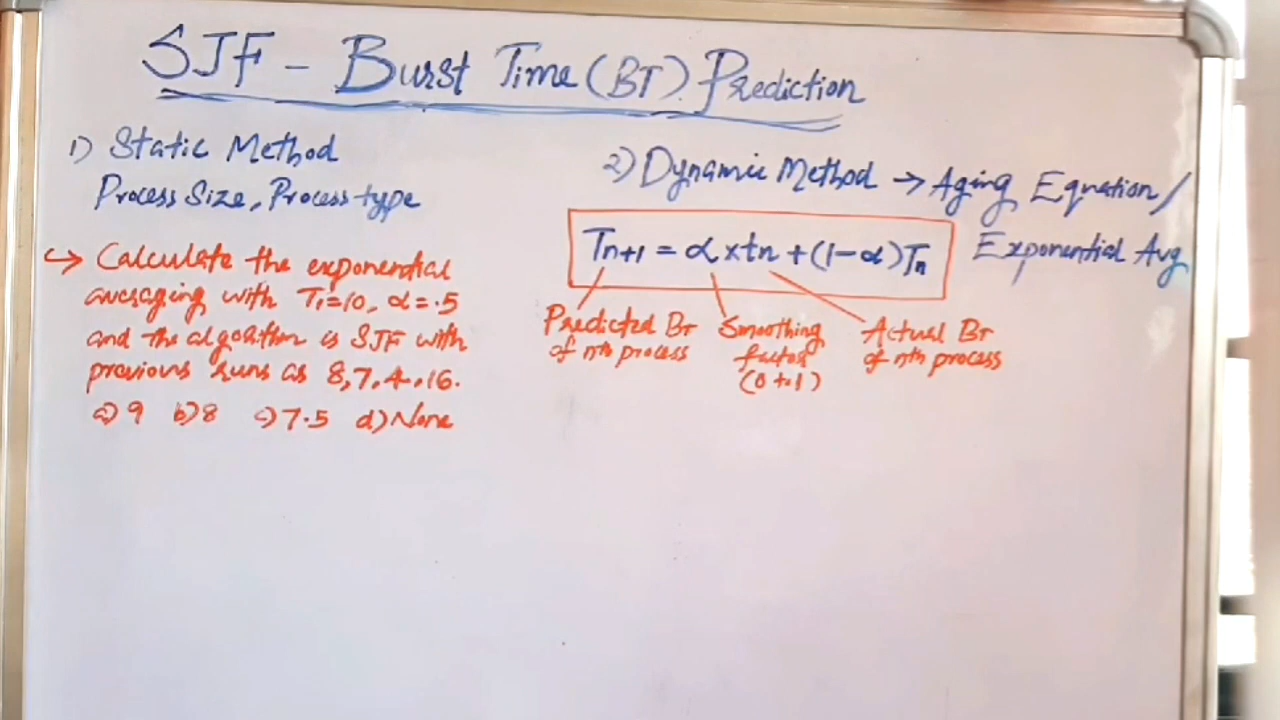 SJF - Burst Time (BT) Prediction
1) Static Method
Process Size, Process type
→ Calculate the exponential
averaging with T1=10, α=.5
and the algorithm is SJF with
previous runs as 8,7,4,16.
a) 9 b) 8 c) 7.5 d) None
2) Dynamic Method → Aging Equation/
Exponential Avg
Tn+1 = α x tn + (1-α) Tn
Predicted BT
of nth process
Smoothing
factor
(0 to 1)
Actual BT
of nth process